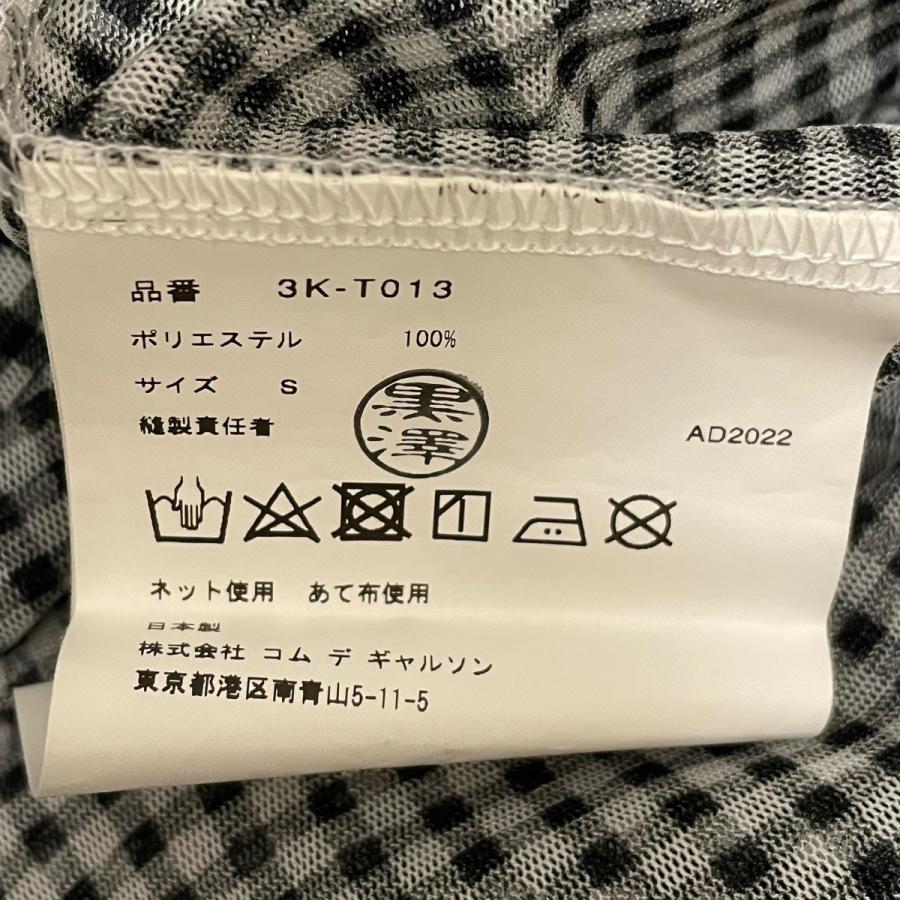 品番 3K-T013
ポリエステル 100%
サイズ S
縫製責任者 黒澤
AD2022
ネット使用 あて布使用
日本製
株式会社 コム デ ギャルソン
東京都港区南青山5-11-5